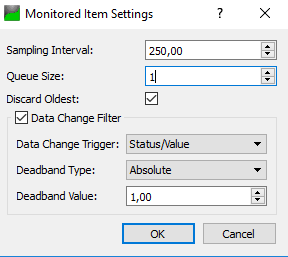 Monitored Item Settings
Sampling Interval: 250,00
Queue Size: 1
Discard Oldest:
Data Change Filter
Data Change Trigger: Status/Value
Deadband Type: Absolute
Deadband Value: 1,00
OK Cancel